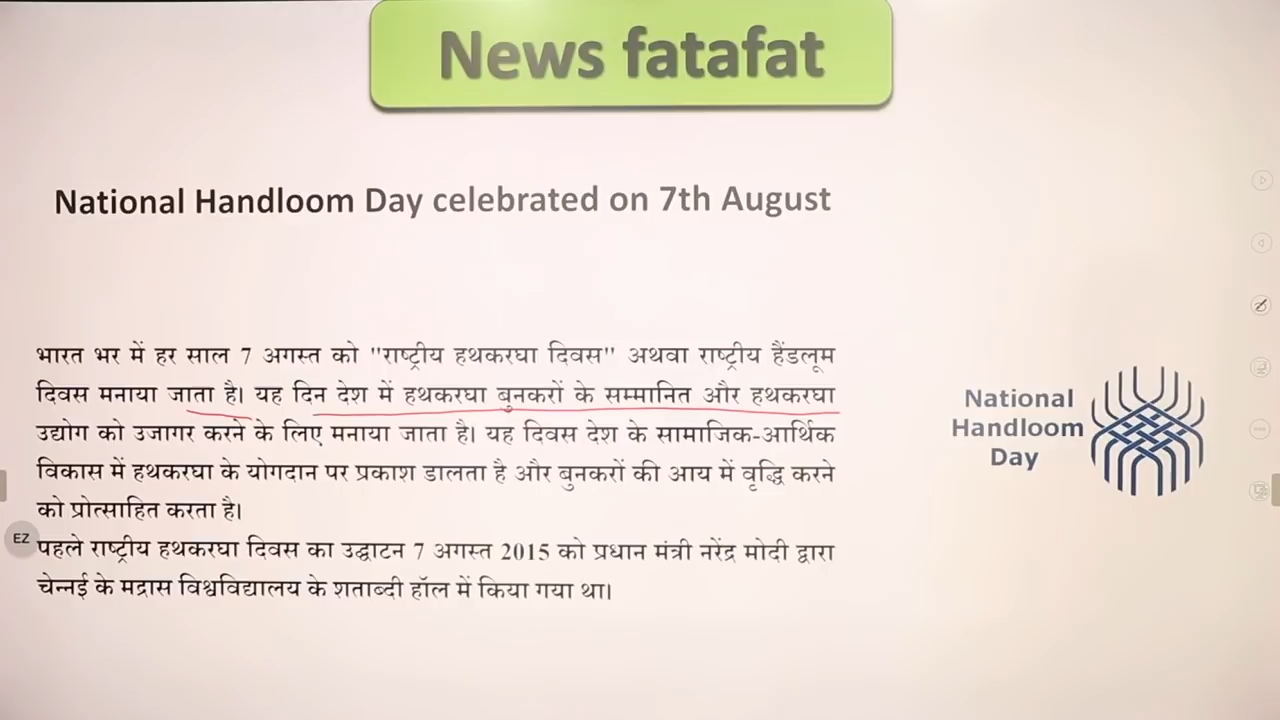 News fatafat
National Handloom Day celebrated on 7th August
भारत भर में हर साल 7 अगस्त को "राष्ट्रीय हथकरघा दिवस" अथवा राष्ट्रीय हैंडलूम
दिवस मनाया जाता है। यह दिन देश में हथकरघा बुनकरों के सम्मानित और हथकरघा
उद्योग को उजागर करने के लिए मनाया जाता है। यह दिवस देश के सामाजिक-आर्थिक
विकास में हथकरघा के योगदान पर प्रकाश डालता है और बुनकरों की आय में वृद्धि करने
को प्रोत्साहित करता है।
पहले राष्ट्रीय हथकरघा दिवस का उद्घाटन 7 अगस्त 2015 को प्रधान मंत्री नरेंद्र मोदी द्वारा
चेन्नई के मद्रास विश्वविद्यालय के शताब्दी हॉल में किया गया था।
National
Handloom
Day
EZ